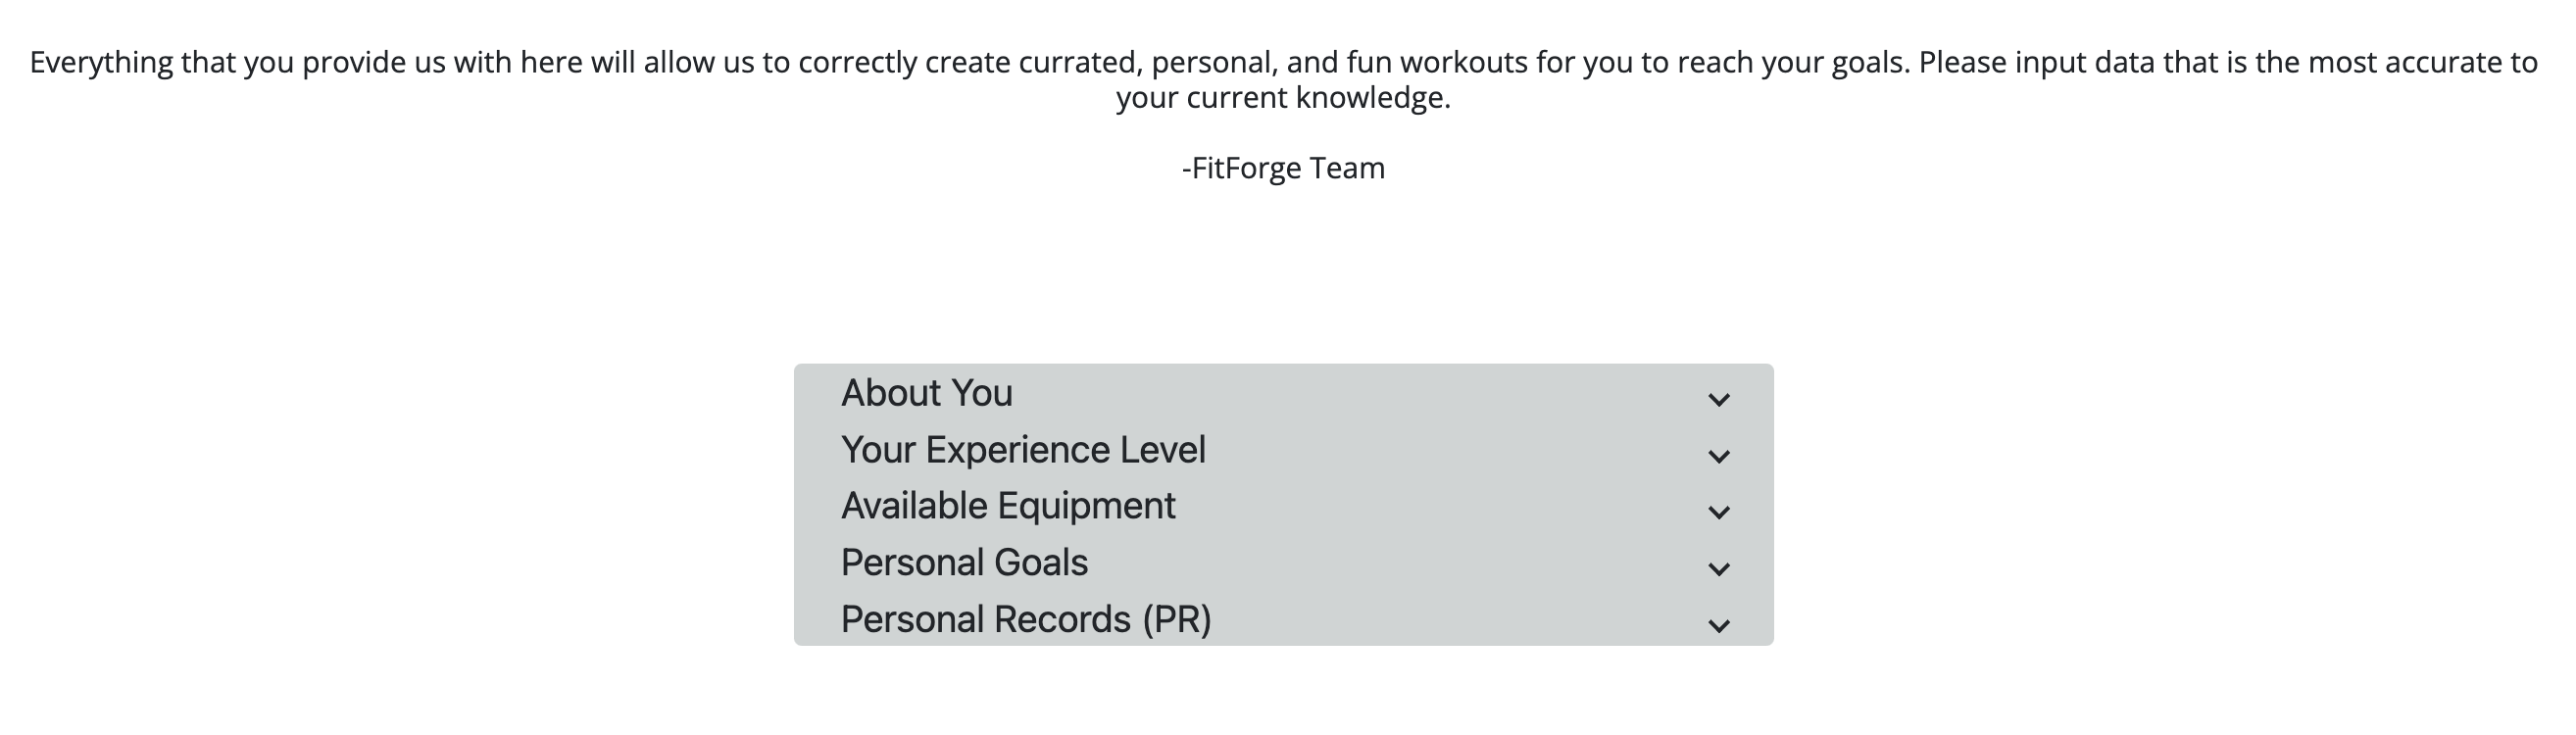 Everything that you provide us with here will allow us to correctly create currated, personal, and fun workouts for you to reach your goals. Please input data that is the most accurate to
your current knowledge.
-FitForge Team
About You
Your Experience Level
Available Equipment
Personal Goals
Personal Records (PR)